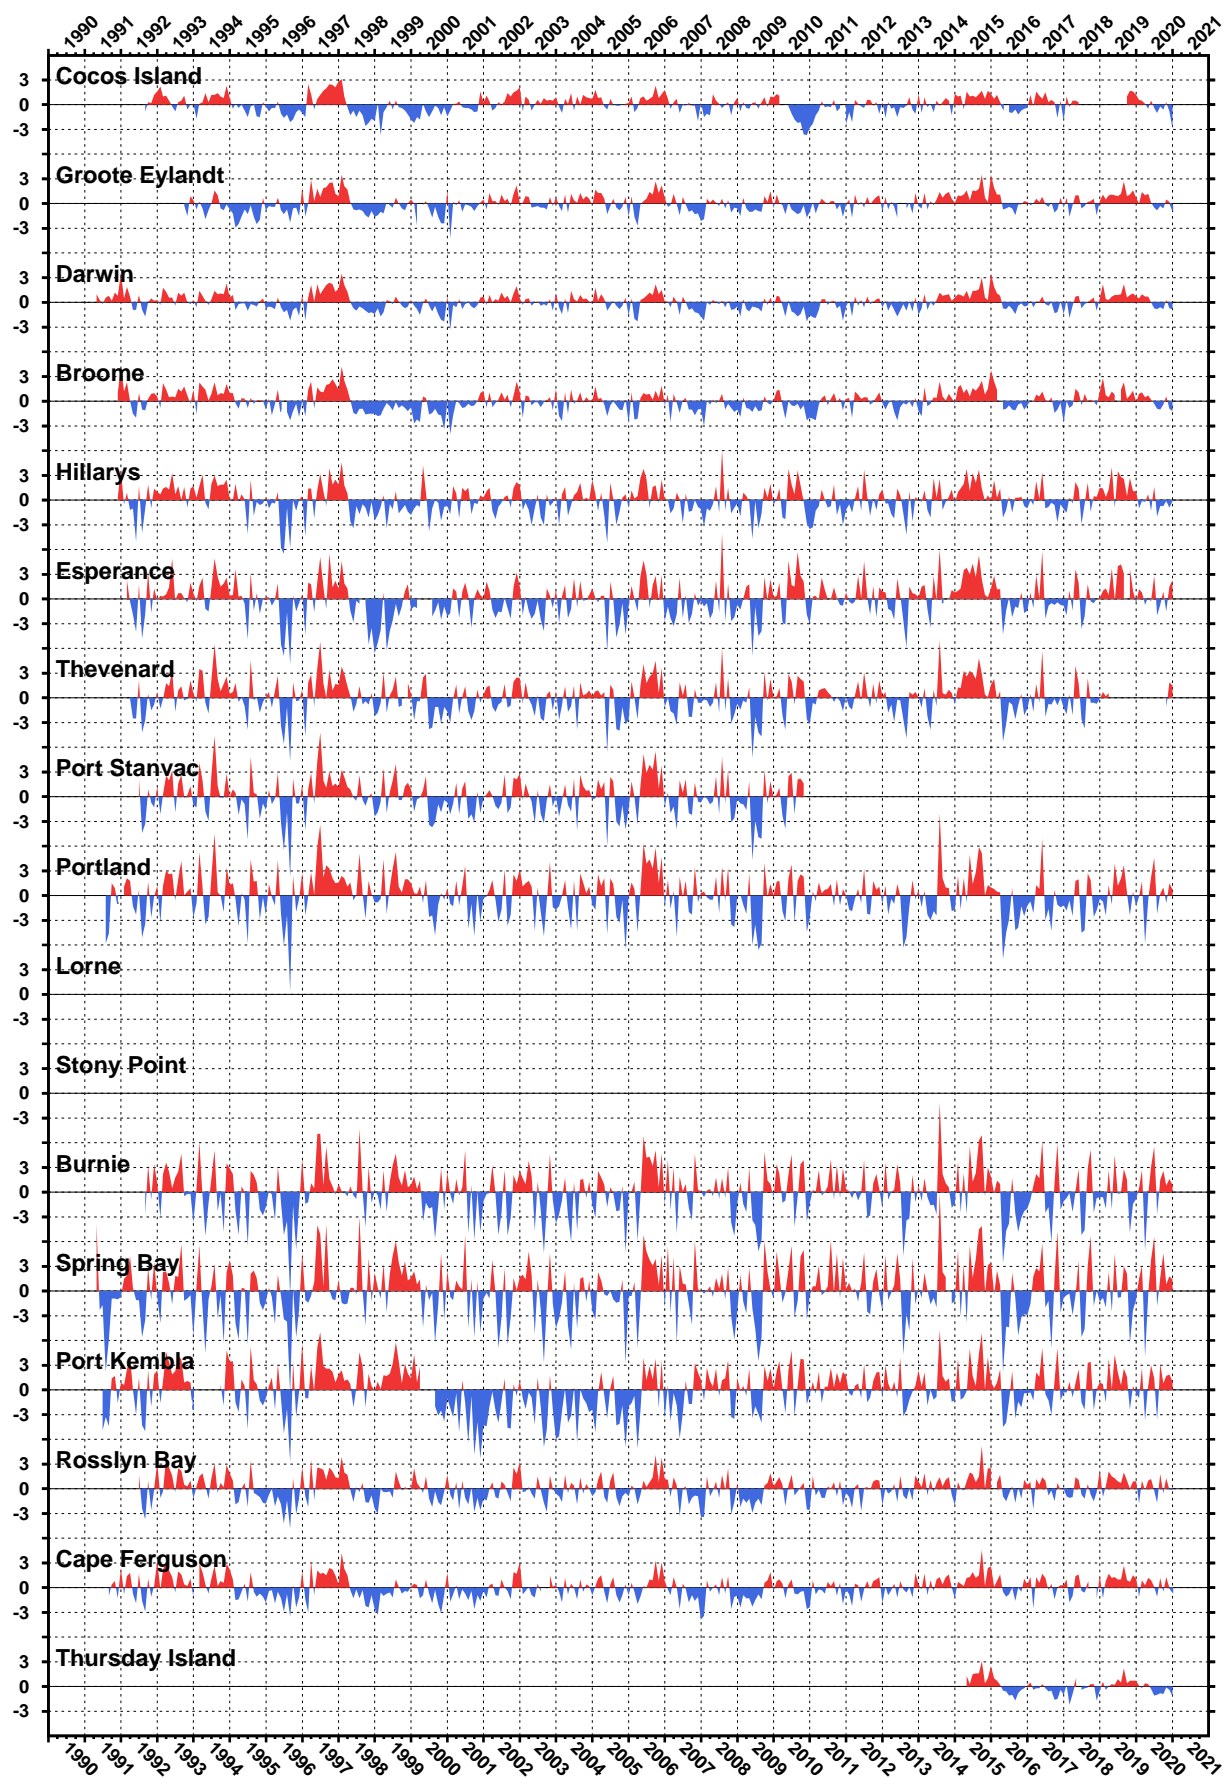 1990 1991 1992 1993 1994 1995 1996 1997 1998 1999 2000 2001 2002 2003 2004 2005 2006 2007 2008 2009 2010 2011 2012 2013 2014 2015 2016 2017 2018 2019 2020 2021
Cocos Island
3
0
-3
Groote Eylandt
3
0
-3
Darwin
3
0
-3
Broome
3
0
-3
Hillarys
3
0
-3
Esperance
3
0
-3
Thevenard
3
0
-3
Port Stanvac
3
0
-3
Portland
3
0
-3
Lorne
3
0
-3
Stony Point
3
0
-3
Burnie
3
0
-3
Spring Bay
3
0
-3
Port Kembla
3
0
-3
Rosslyn Bay
3
0
-3
Cape Ferguson
3
0
-3
Thursday Island
3
0
-3
1990 1991 1992 1993 1994 1995 1996 1997 1998 1999 2000 2001 2002 2003 2004 2005 2006 2007 2008 2009 2010 2011 2012 2013 2014 2015 2016 2017 2018 2019 2020 2021